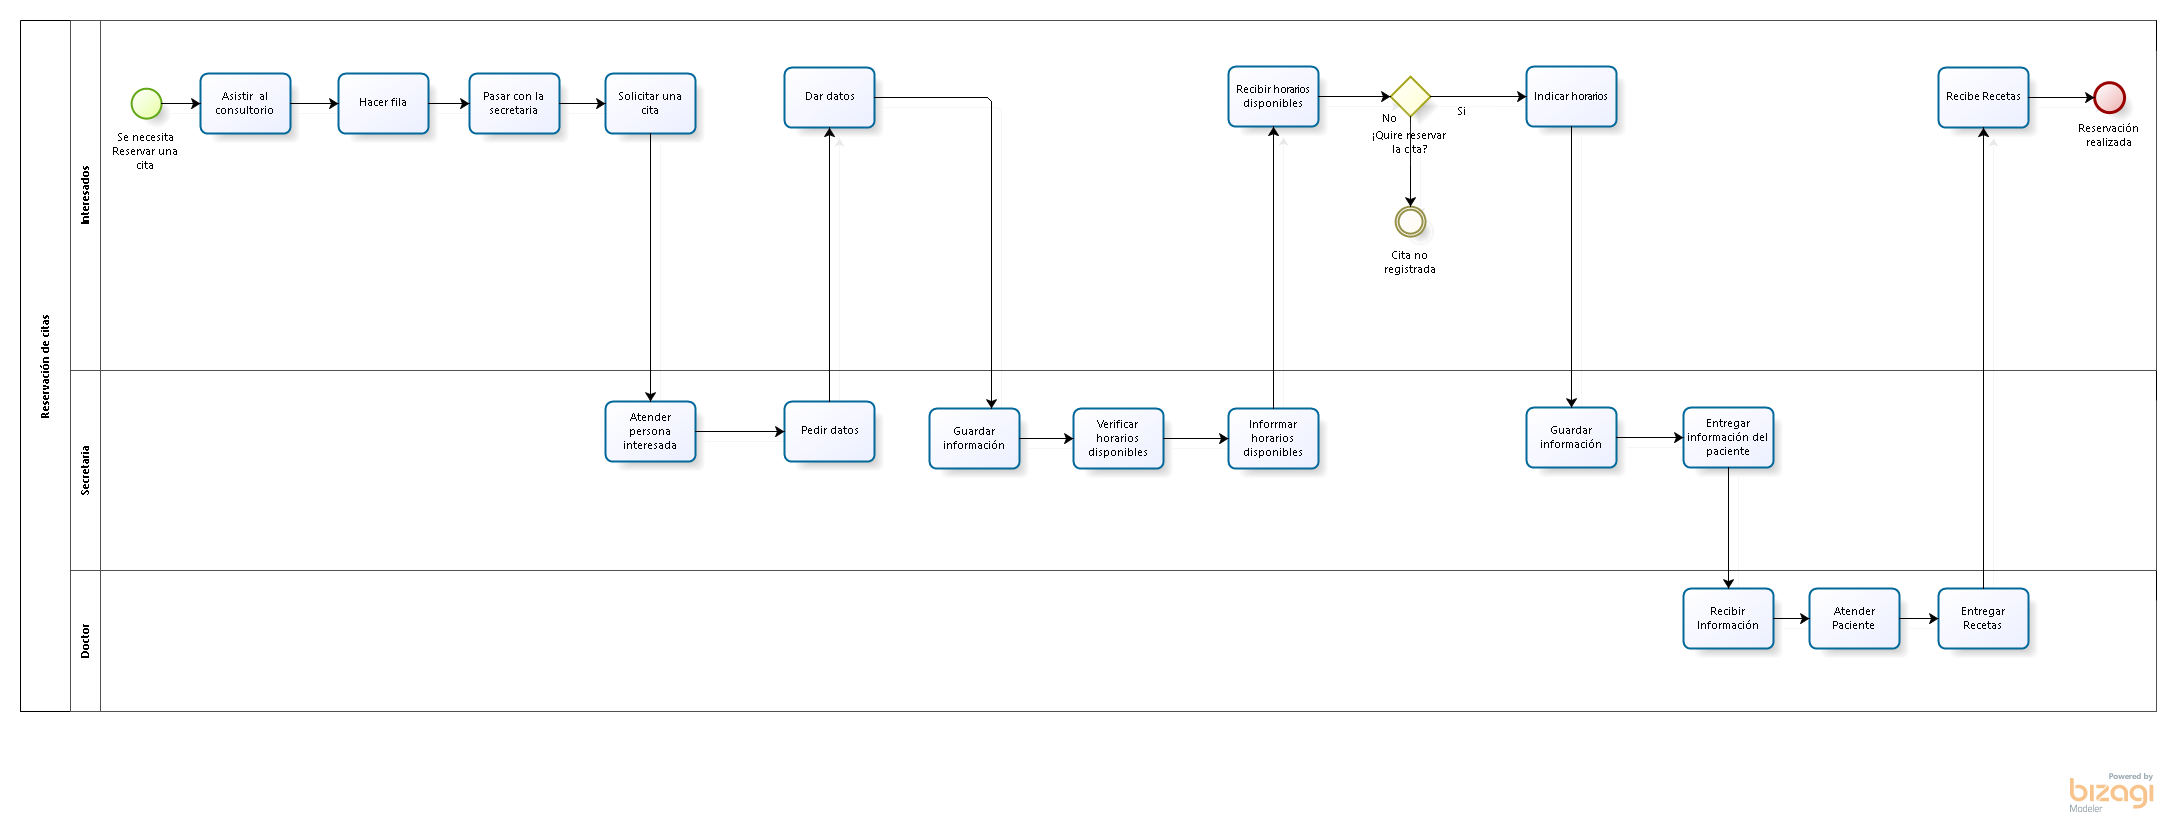 Reservación de citas
Interesados
Se necesita
Reservar una
cita
Asistir al
consultorio
Hacer fila
Pasar con la
secretaria
Solicitar una
cita
Dar datos
Recibir horarios
disponibles
No
¡Quire reservar
la cita?
Si
Cita no
registrada
Indicar horarios
Recibe Recetas
Reservación
realizada
Secretaria
Atender
persona
interesada
Pedir datos
Guardar
información
Verificar
horarios
disponibles
Inforrmar
horarios
disponibles
Guardar
información
Entregar
información del
paciente
Doctor
Recibir
Información
Atender
Paciente
Entregar
Recetas
Powered by
bizagi
Modeler